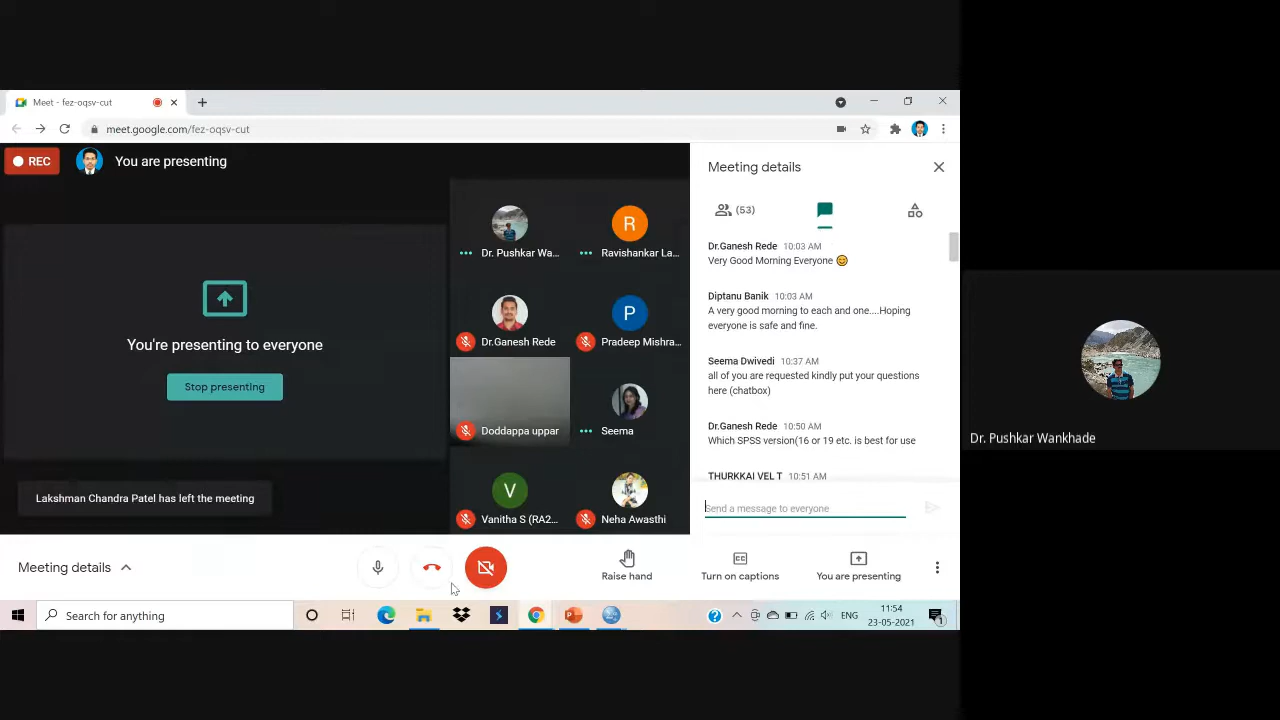 Meet - fez-oqsv-cut
meet.google.com/fez-oqsv-cut
REC
You are presenting
You're presenting to everyone
Stop presenting
Lakshman Chandra Patel has left the meeting
Dr. Pushkar Wa...
Ravishankar La...
Dr.Ganesh Rede
P
Pradeep Mishra...
R
Doddappa uppar
Seema
V
Vanitha S (RA2...
Neha Awasthi
Meeting details
(53)
Dr.Ganesh Rede 10:03 AM
Very Good Morning Everyone
Diptanu Banik 10:03 AM
A very good morning to each and one....Hoping
everyone is safe and fine.
Seema Dwivedi 10:37 AM
all of you are requested kindly put your questions
here (chatbox)
Dr.Ganesh Rede 10:50 AM
Which SPSS version(16 or 19 etc. is best for use
THURKKAI VEL T 10:51 AM
Send a message to everyone
Meeting details
Raise hand
CC
Turn on captions
You are presenting
Search for anything
ENG
11:54
23-05-2021
1
Dr. Pushkar Wankhade